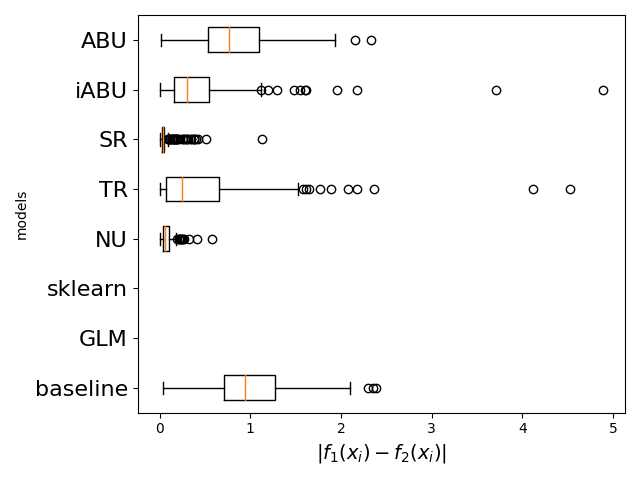 ABU
iABU
SR
TR
NU
sklearn
GLM
baseline
models
0 1 2 3 4 5
|f₁(xᵢ) − f₂(xᵢ)|